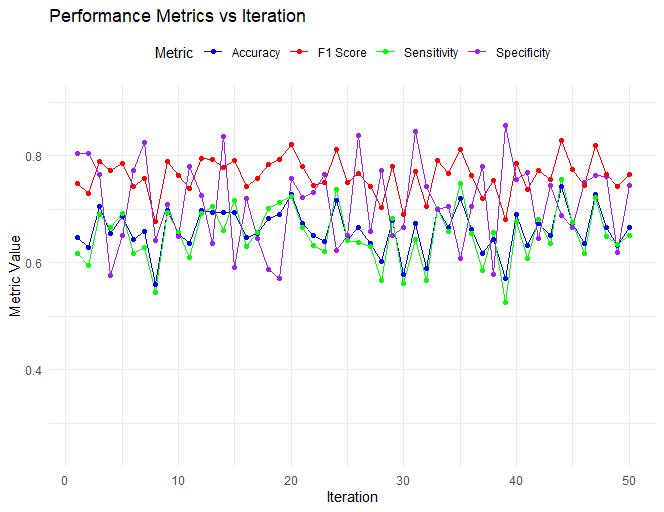 Performance Metrics vs Iteration
Metric Accuracy F1 Score Sensitivity Specificity
Metric Value
0.8
0.6
0.4
0 10 20 30 40 50
Iteration